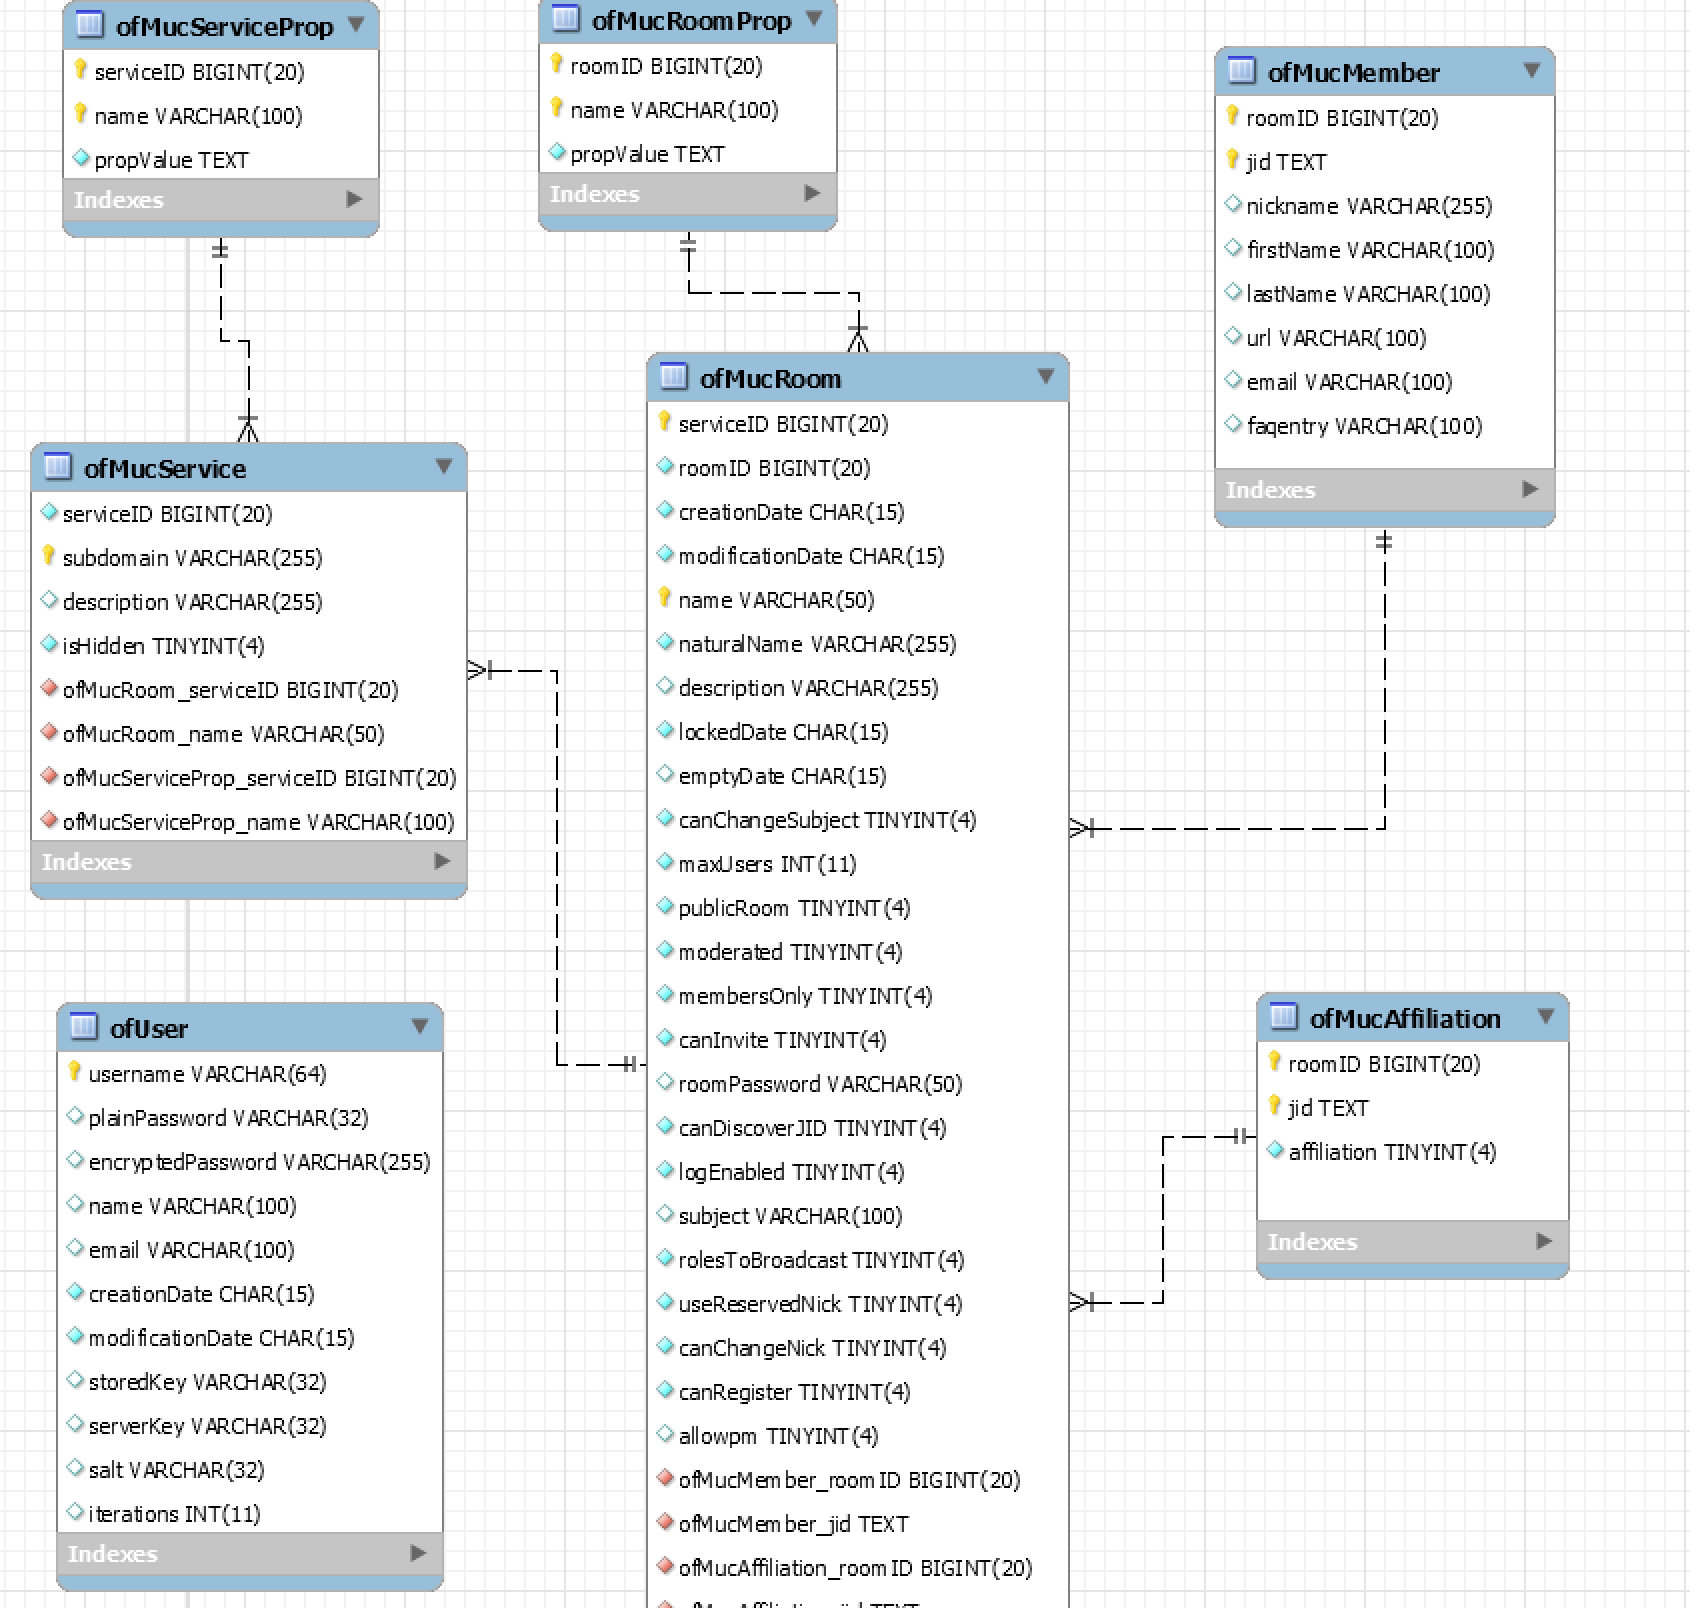 ofMucServiceProp
serviceID BIGINT(20)
name VARCHAR(100)
propValue TEXT
Indexes
ofMucRoomProp
roomID BIGINT(20)
name VARCHAR(100)
propValue TEXT
Indexes
ofMucMember
roomID BIGINT(20)
jid TEXT
nickname VARCHAR(255)
firstName VARCHAR(100)
lastName VARCHAR(100)
url VARCHAR(100)
email VARCHAR(100)
faqentry VARCHAR(100)
Indexes
ofMucService
serviceID BIGINT(20)
subdomain VARCHAR(255)
description VARCHAR(255)
isHidden TINYINT(4)
ofMucRoom_serviceID BIGINT(20)
ofMucRoom_name VARCHAR(50)
ofMucServiceProp_serviceID BIGINT(20)
ofMucServiceProp_name VARCHAR(100)
Indexes
ofMucRoom
serviceID BIGINT(20)
roomID BIGINT(20)
creationDate CHAR(15)
modificationDate CHAR(15)
name VARCHAR(50)
naturalName VARCHAR(255)
description VARCHAR(255)
lockedDate CHAR(15)
emptyDate CHAR(15)
canChangeSubject TINYINT(4)
maxUsers INT(11)
publicRoom TINYINT(4)
moderated TINYINT(4)
membersOnly TINYINT(4)
canInvite TINYINT(4)
roomPassword VARCHAR(50)
canDiscoverJID TINYINT(4)
logEnabled TINYINT(4)
subject VARCHAR(100)
rolesToBroadcast TINYINT(4)
useReservedNick TINYINT(4)
canChangeNick TINYINT(4)
canRegister TINYINT(4)
allowpm TINYINT(4)
ofMucMember_roomID BIGINT(20)
ofMucMember_jid TEXT
ofMucAffiliation_roomID BIGINT(20)
ofMucAffiliation_jid TEXT
ofUser
username VARCHAR(64)
plainPassword VARCHAR(32)
encryptedPassword VARCHAR(255)
name VARCHAR(100)
email VARCHAR(100)
creationDate CHAR(15)
modificationDate CHAR(15)
storedKey VARCHAR(32)
serverKey VARCHAR(32)
salt VARCHAR(32)
iterations INT(11)
Indexes
ofMucAffiliation
roomID BIGINT(20)
jid TEXT
affiliation TINYINT(4)
Indexes